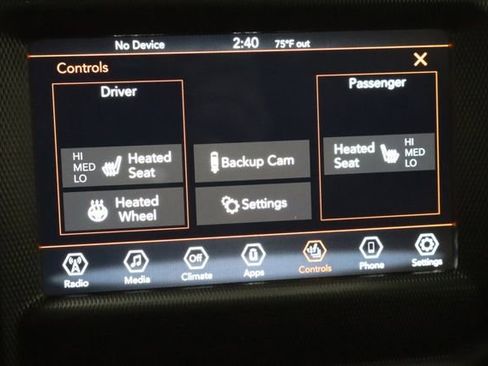 No Device 2:40 75°F out
Controls
Driver
Passenger
HI
MED
LO
Heated
Seat
Backup Cam
Heated
Seat
HI
MED
LO
Heated
Wheel
Settings
Radio
Media
Off
Climate
Apps
Controls
Phone
Settings